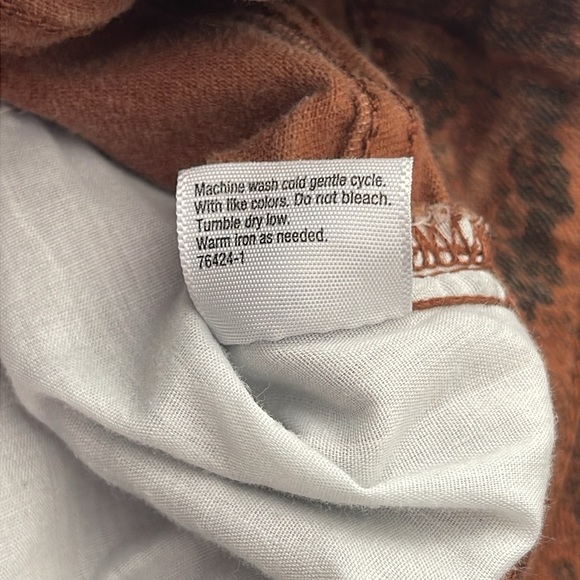 Machine wash cold gentle cycle.
With like colors. Do not bleach.
Tumble dry low.
Warm iron as needed.
76424-1